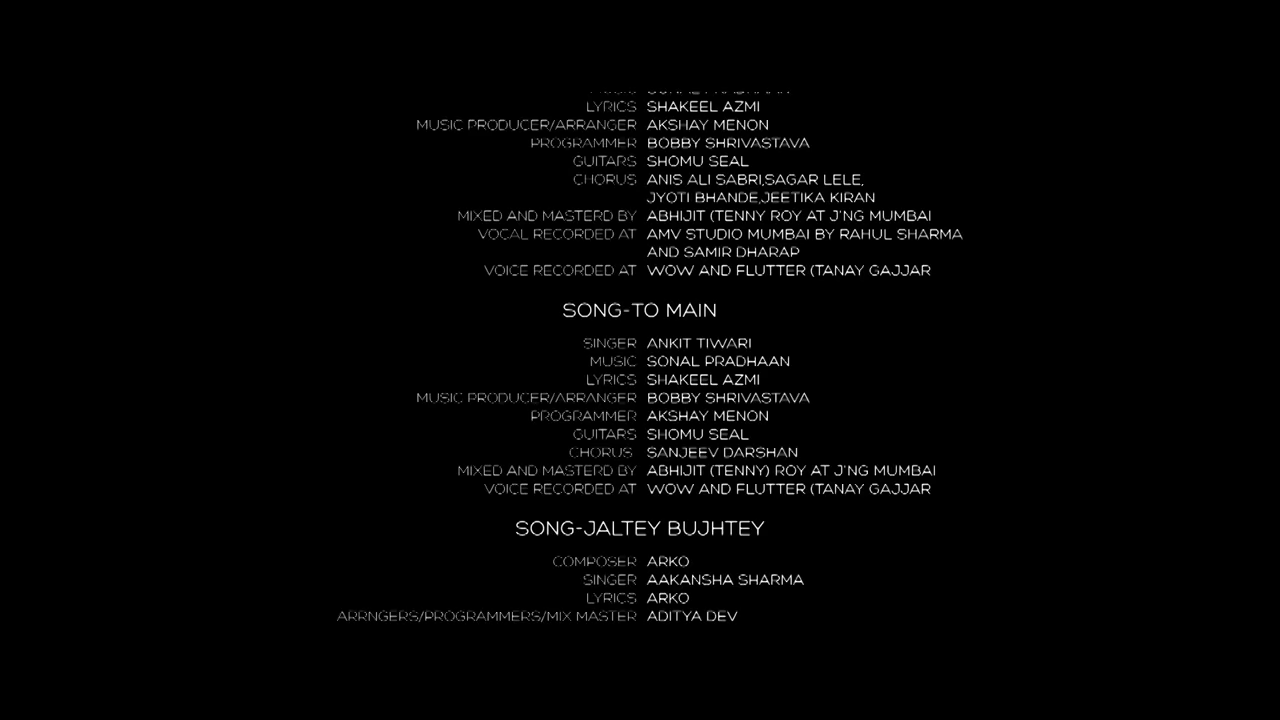 LYRICS SHAKEEL AZMI
MUSIC PRODUCER/ARRANGER AKSHAY MENON
PROGRAMMER BOBBY SHRIVASTAVA
GUITARS SHOMU SEAL
CHORUS ANIS ALI SABRI,SAGAR LELE,
JYOTI BHANDE,JEETIKA KIRAN
MIXED AND MASTERD BY ABHIJIT (TENNY ROY AT J'NG MUMBAI
VOCAL RECORDED AT AMV STUDIO MUMBAI BY RAHUL SHARMA
AND SAMIR DHARAP
VOICE RECORDED AT WOW AND FLUTTER (TANAY GAJJAR
SONG-TO MAIN
SINGER ANKIT TIWARI
MUSIC SONAL PRADHAAN
LYRICS SHAKEEL AZMI
MUSIC PRODUCER/ARRANGER BOBBY SHRIVASTAVA
PROGRAMMER AKSHAY MENON
GUITARS SHOMU SEAL
CHORUS SANJEEV DARSHAN
MIXED AND MASTERD BY ABHIJIT (TENNY) ROY AT J'NG MUMBAI
VOICE RECORDED AT WOW AND FLUTTER (TANAY GAJJAR
SONG-JALTEY BUJHTEY
COMPOSER ARKO
SINGER AAKANSHA SHARMA
LYRICS ARKO
ARRNGERS/PROGRAMMERS/MIX MASTER ADITYA DEV